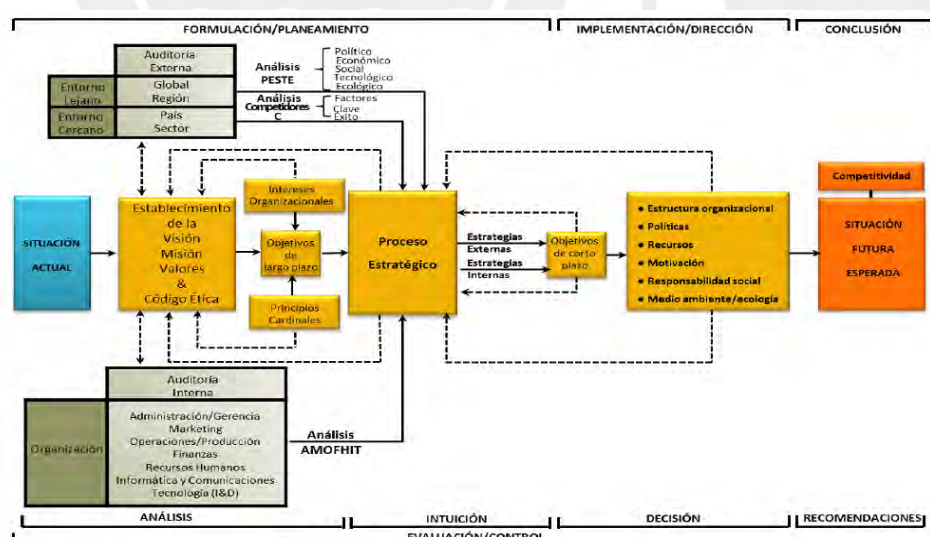 FORMULACIÓN/PLANEAMIENTO
IMPLEMENTACIÓN/DIRECCIÓN
CONCLUSIÓN
Auditoría
Externa
Entorno
Lejano
Global
Región
Entorno
Cercano
País
Sector
Análisis
PESTE
Político
Económico
Social
Tecnológico
Ecológico
Análisis
Competidores
C
Factores
Clave
Éxito
SITUACIÓN
ACTUAL
Establecimiento
de la
Visión
Misión
Valores
&
Código Ética
Intereses
Organizacionales
Objetivos
de
largo plazo
Principios
Cardinales
Proceso
Estratégico
Estrategias
Externas
Estrategias
Internas
Objetivos
de corto
plazo
• Estructura organizacional
• Políticas
• Recursos
• Motivación
• Responsabilidad social
• Medio ambiente/ecología
Competitividad
SITUACIÓN
FUTURA
ESPERADA
Auditoría
Interna
Organización
Administración/Gerencia
Marketing
Operaciones/Producción
Finanzas
Recursos Humanos
Informática y Comunicaciones
Tecnología (I&D)
Análisis
AMOFHIT
ANÁLISIS
INTUICIÓN
DECISIÓN
RECOMENDACIONES
EVALUACIÓN/CONTROL